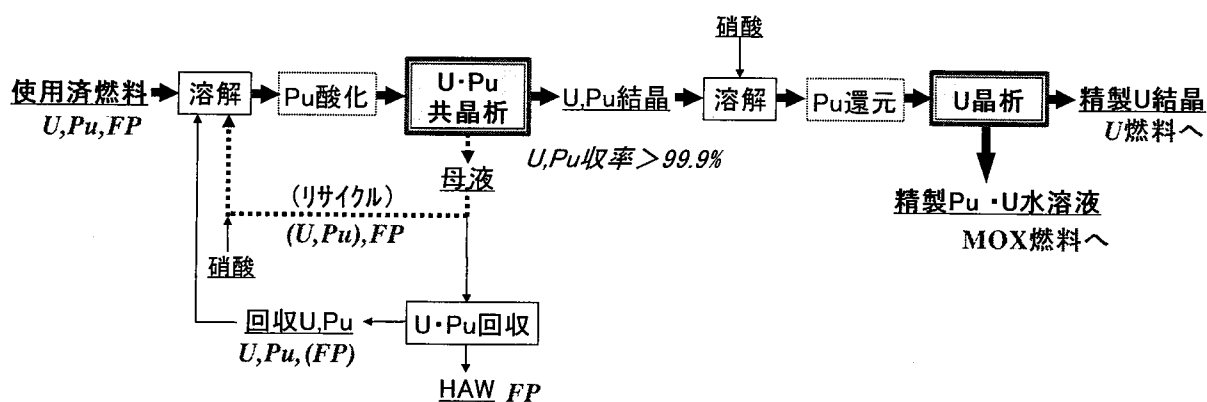 硝酸
使用済燃料
U,Pu,FP
溶解
Pu酸化
U・Pu
共晶析
U,Pu結晶
溶解
Pu還元
U晶析
精製U結晶
U燃料へ
U,Pu収率＞99.9%
母液
(リサイクル)
(U,Pu),FP
硝酸
精製Pu・U水溶液
MOX燃料へ
回収U,Pu
U,Pu,(FP)
U・Pu回収
HAW FP